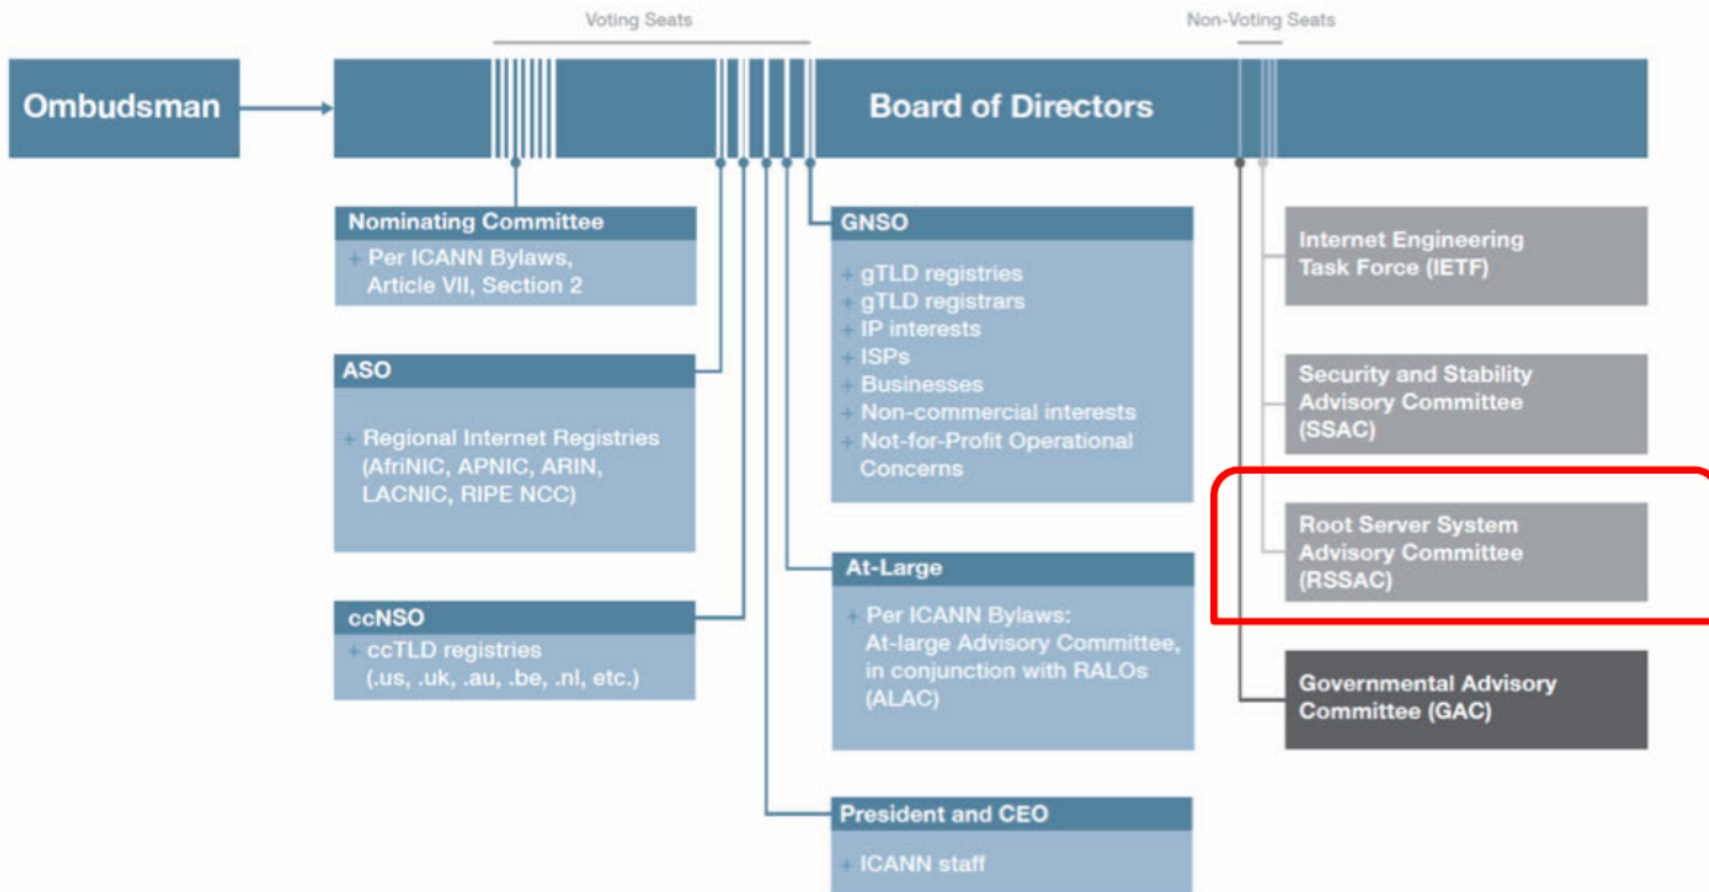 Voting Seats
Non-Voting Seats
Ombudsman
Board of Directors
Nominating Committee
+ Per ICANN Bylaws,
Article VII, Section 2
ASO
+ Regional Internet Registries
(AfriNIC, APNIC, ARIN,
LACNIC, RIPE NCC)
ccNSO
+ ccTLD registries
(.us, .uk, .au, .be, .nl, etc.)
GNSO
+ gTLD registries
+ gTLD registrars
+ IP interests
+ ISPs
+ Businesses
+ Non-commercial interests
+ Not-for-Profit Operational
Concerns
At-Large
+ Per ICANN Bylaws:
At-large Advisory Committee,
in conjunction with RALOs
(ALAC)
President and CEO
+ ICANN staff
Internet Engineering
Task Force (IETF)
Security and Stability
Advisory Committee
(SSAC)
Root Server System
Advisory Committee
(RSSAC)
Governmental Advisory
Committee (GAC)